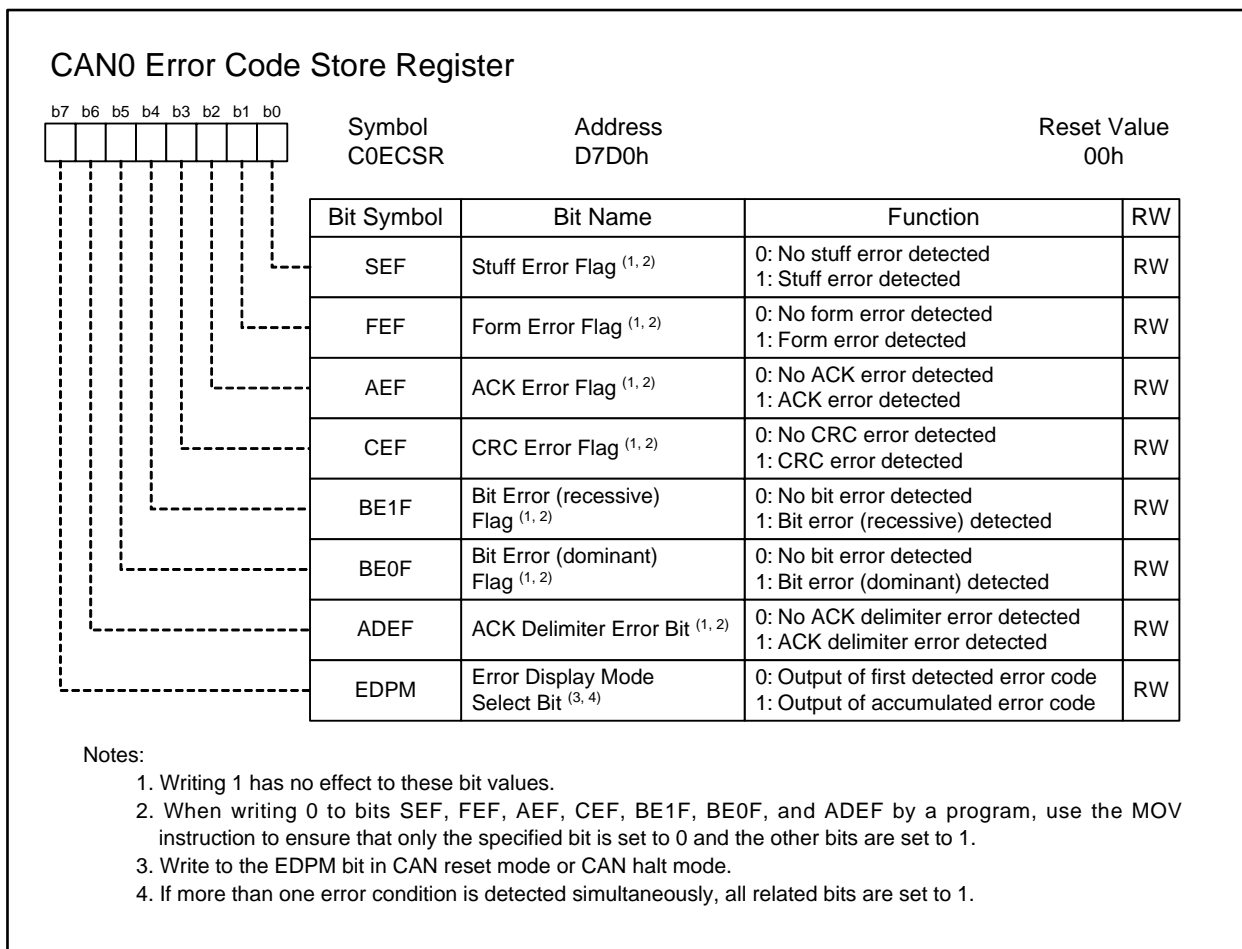 CAN0 Error Code Store Register
b7 b6 b5 b4 b3 b2 b1 b0
Symbol Address Reset Value
C0ECSR D7D0h 00h
Bit Symbol Bit Name Function RW
SEF Stuff Error Flag (1, 2) 0: No stuff error detected RW
1: Stuff error detected
FEF Form Error Flag (1, 2) 0: No form error detected RW
1: Form error detected
AEF ACK Error Flag (1, 2) 0: No ACK error detected RW
1: ACK error detected
CEF CRC Error Flag (1, 2) 0: No CRC error detected RW
1: CRC error detected
BE1F Bit Error (recessive) 0: No bit error detected RW
Flag (1, 2) 1: Bit error (recessive) detected
BE0F Bit Error (dominant) 0: No bit error detected RW
Flag (1, 2) 1: Bit error (dominant) detected
ADEF ACK Delimiter Error Bit (1, 2) 0: No ACK delimiter error detected RW
1: ACK delimiter error detected
EDPM Error Display Mode 0: Output of first detected error code RW
Select Bit (3, 4) 1: Output of accumulated error code
Notes:
1. Writing 1 has no effect to these bit values.
2. When writing 0 to bits SEF, FEF, AEF, CEF, BE1F, BE0F, and ADEF by a program, use the MOV
instruction to ensure that only the specified bit is set to 0 and the other bits are set to 1.
3. Write to the EDPM bit in CAN reset mode or CAN halt mode.
4. If more than one error condition is detected simultaneously, all related bits are set to 1.